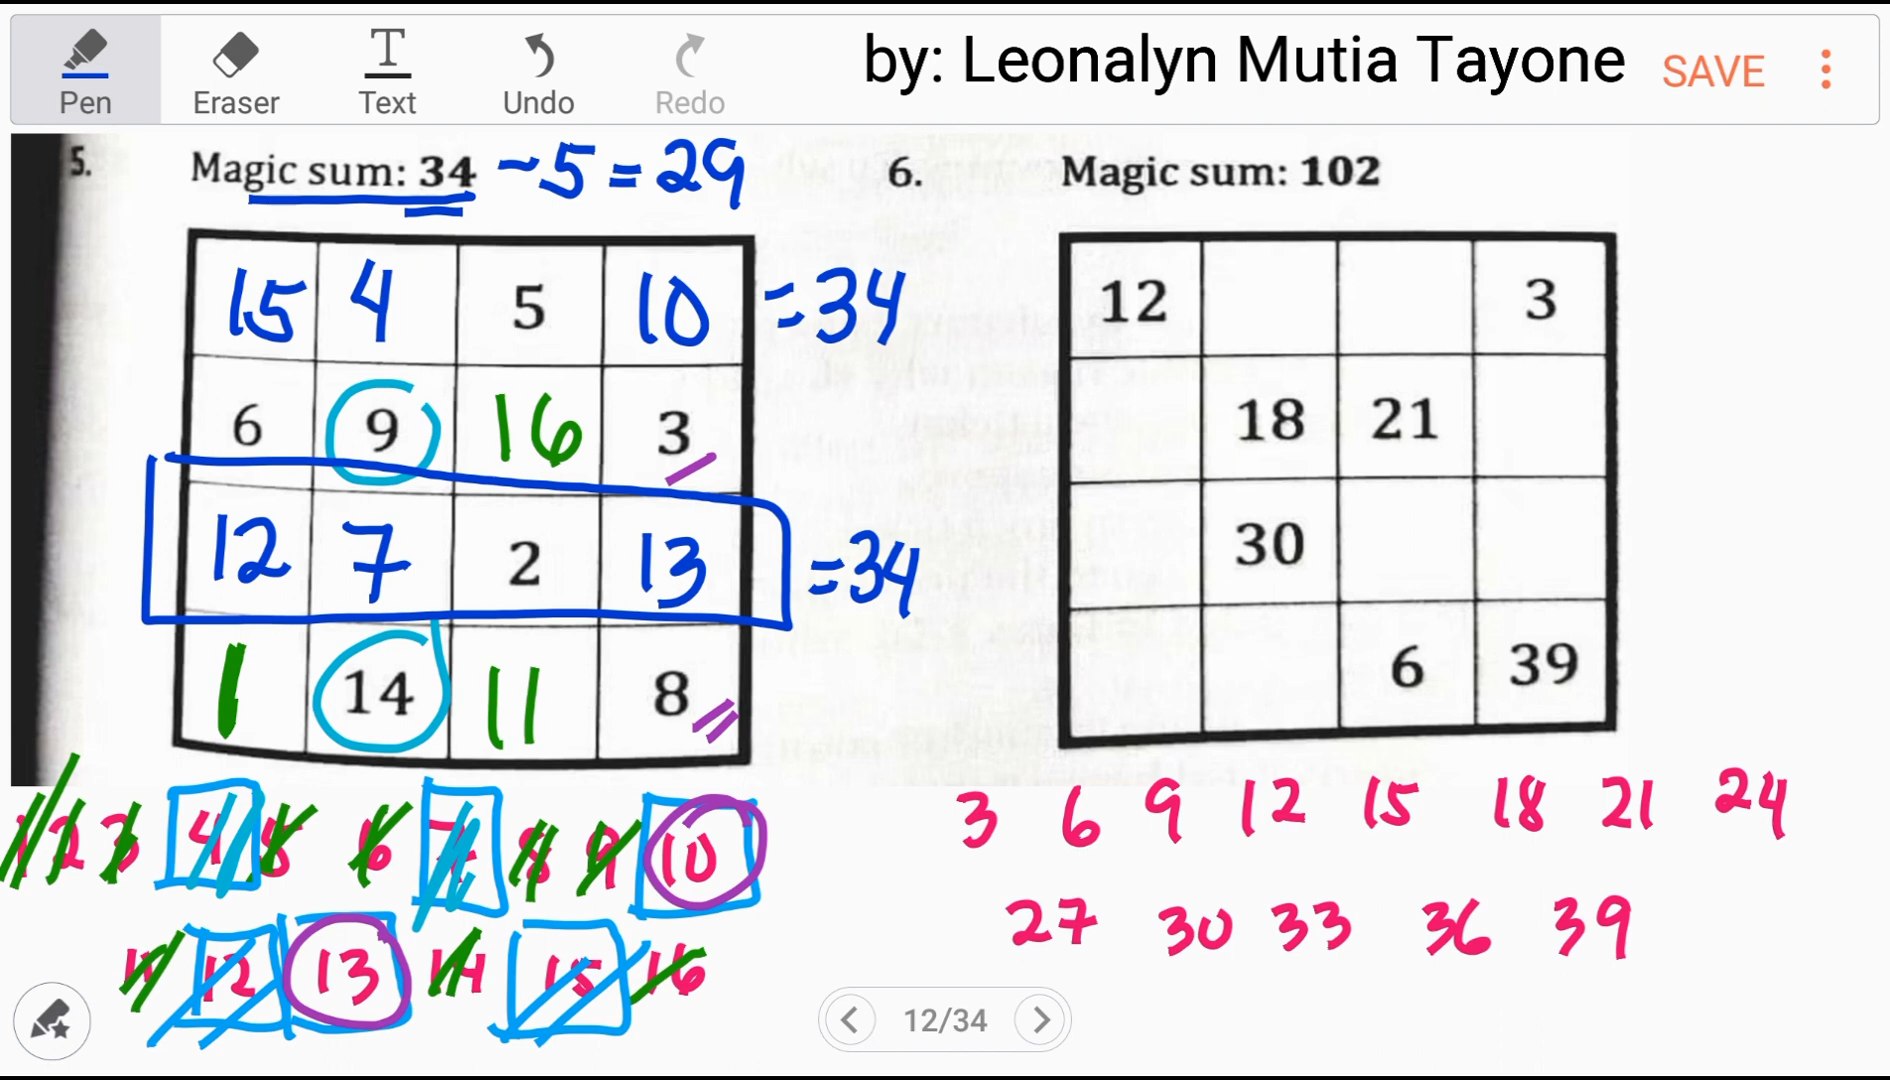 by: Leonalyn Mutia Tayone
SAVE
Pen Eraser Text Undo Redo
5. Magic sum: 34 -5 = 29
15 4 5 10 = 34
6 9 16 3
12 7 2 13 = 34
1 14 11 8
1 2 3 4 5 6 7 8 9 10
11 12 13 14 15 16
6. Magic sum: 102
12 3
18 21
30
6 39
3 6 9 12 15 18 21 24
27 30 33 36 39
12/34